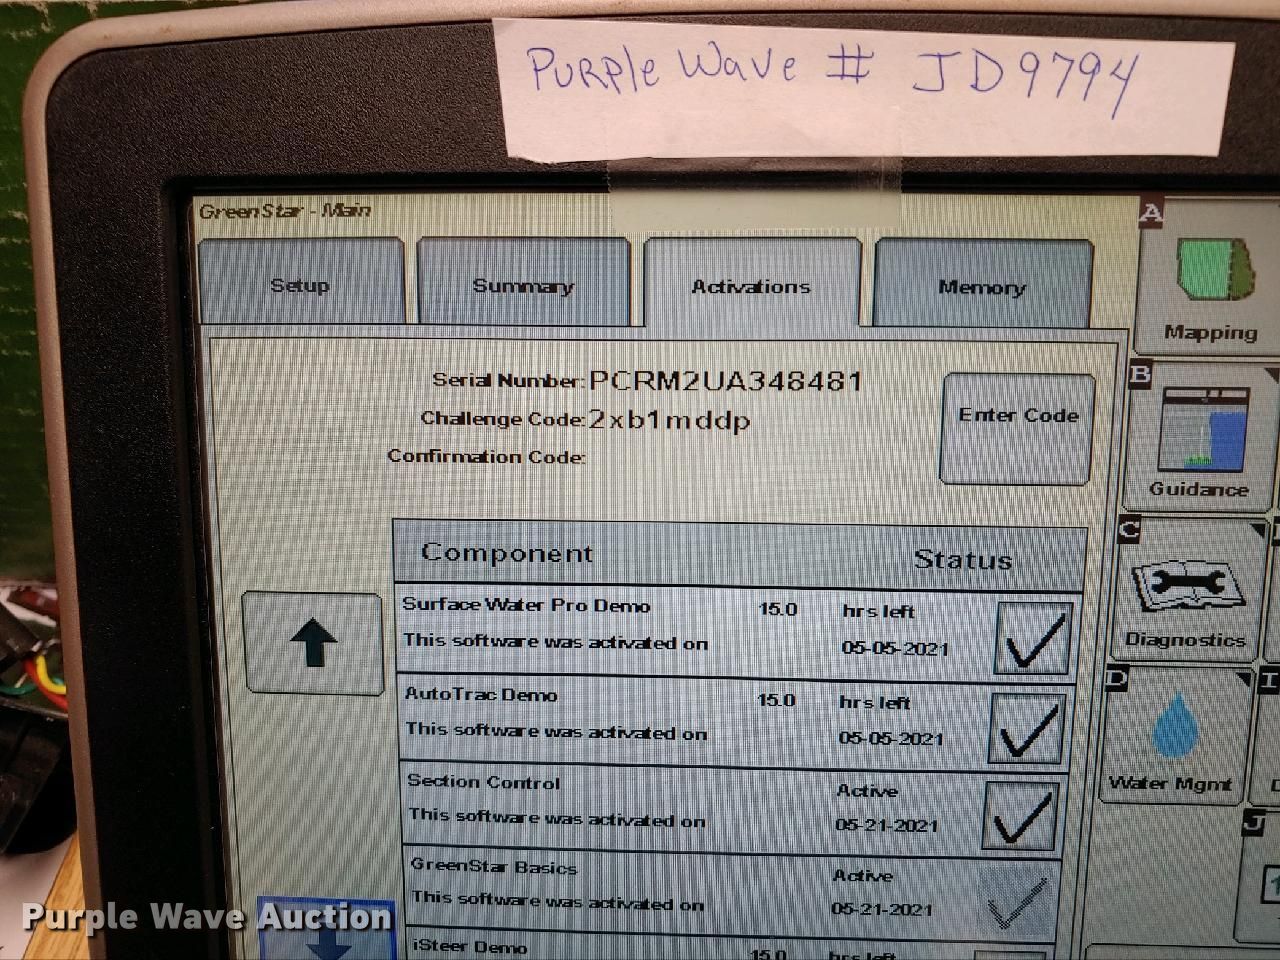 Purple Wave # JD9794
GreenStar - Main
A
Setup
Summary
Activations
Memory
Mapping
Serial Number: PCRM2UA348481
B
Challenge Code: 2xb1mddp
Enter Code
Confirmation Code:
Guidance
C
Component
Status
Surface Water Pro Demo 15.0 hrs left
This software was activated on 05-05-2021
Diagnostics
D
I
AutoTrac Demo 15.0 hrs left
This software was activated on 05-05-2021
Water Mgmt
Section Control Active
This software was activated on 05-21-2021
J
GreenStar Basics Active
This software was activated on 05-21-2021
Purple Wave Auction
iSteer Demo 15.0 hrs left